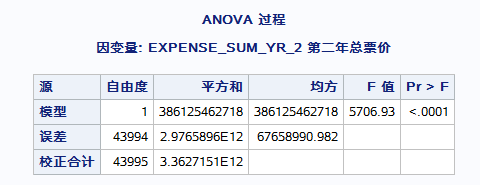 ANOVA 过程
因变量: EXPENSE_SUM_YR_2 第二年总票价
源 自由度 平方和 均方 F 值 Pr > F
模型 1 386125462718 386125462718 5706.93 <.0001
误差 43994 2.9765896E12 67658990.982
校正合计 43995 3.3627151E12